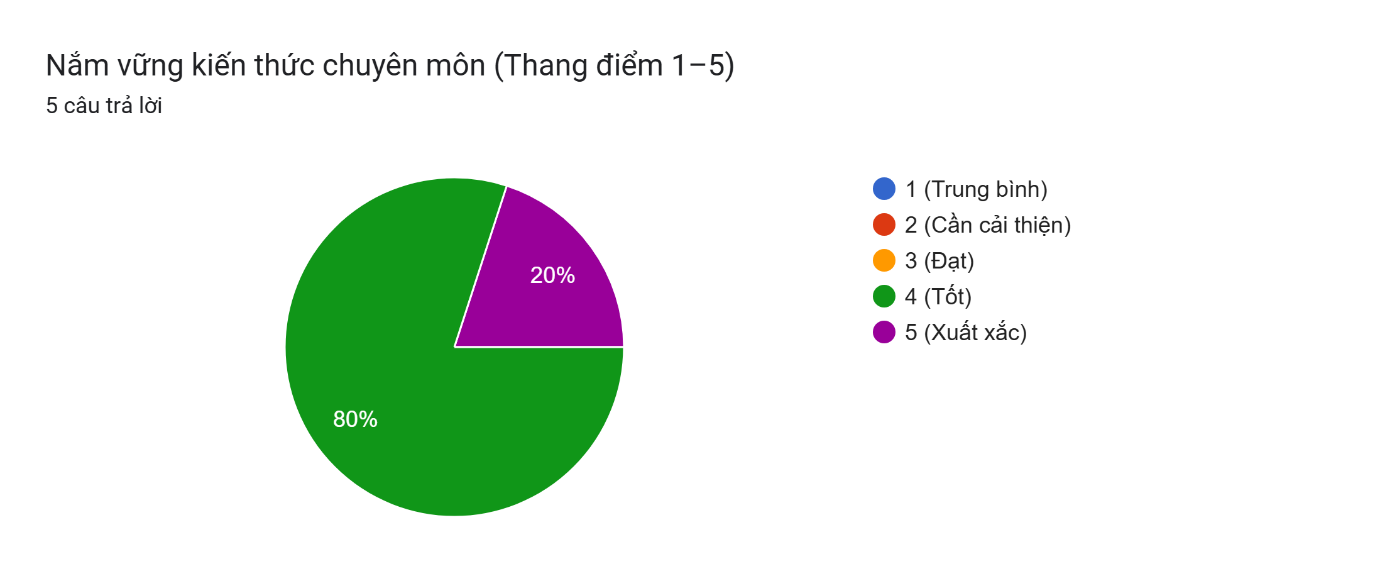 Nắm vững kiến thức chuyên môn (Thang điểm 1–5)
5 câu trả lời
1 (Trung bình)
2 (Cần cải thiện)
3 (Đạt)
4 (Tốt)
5 (Xuất xắc)
20%
80%